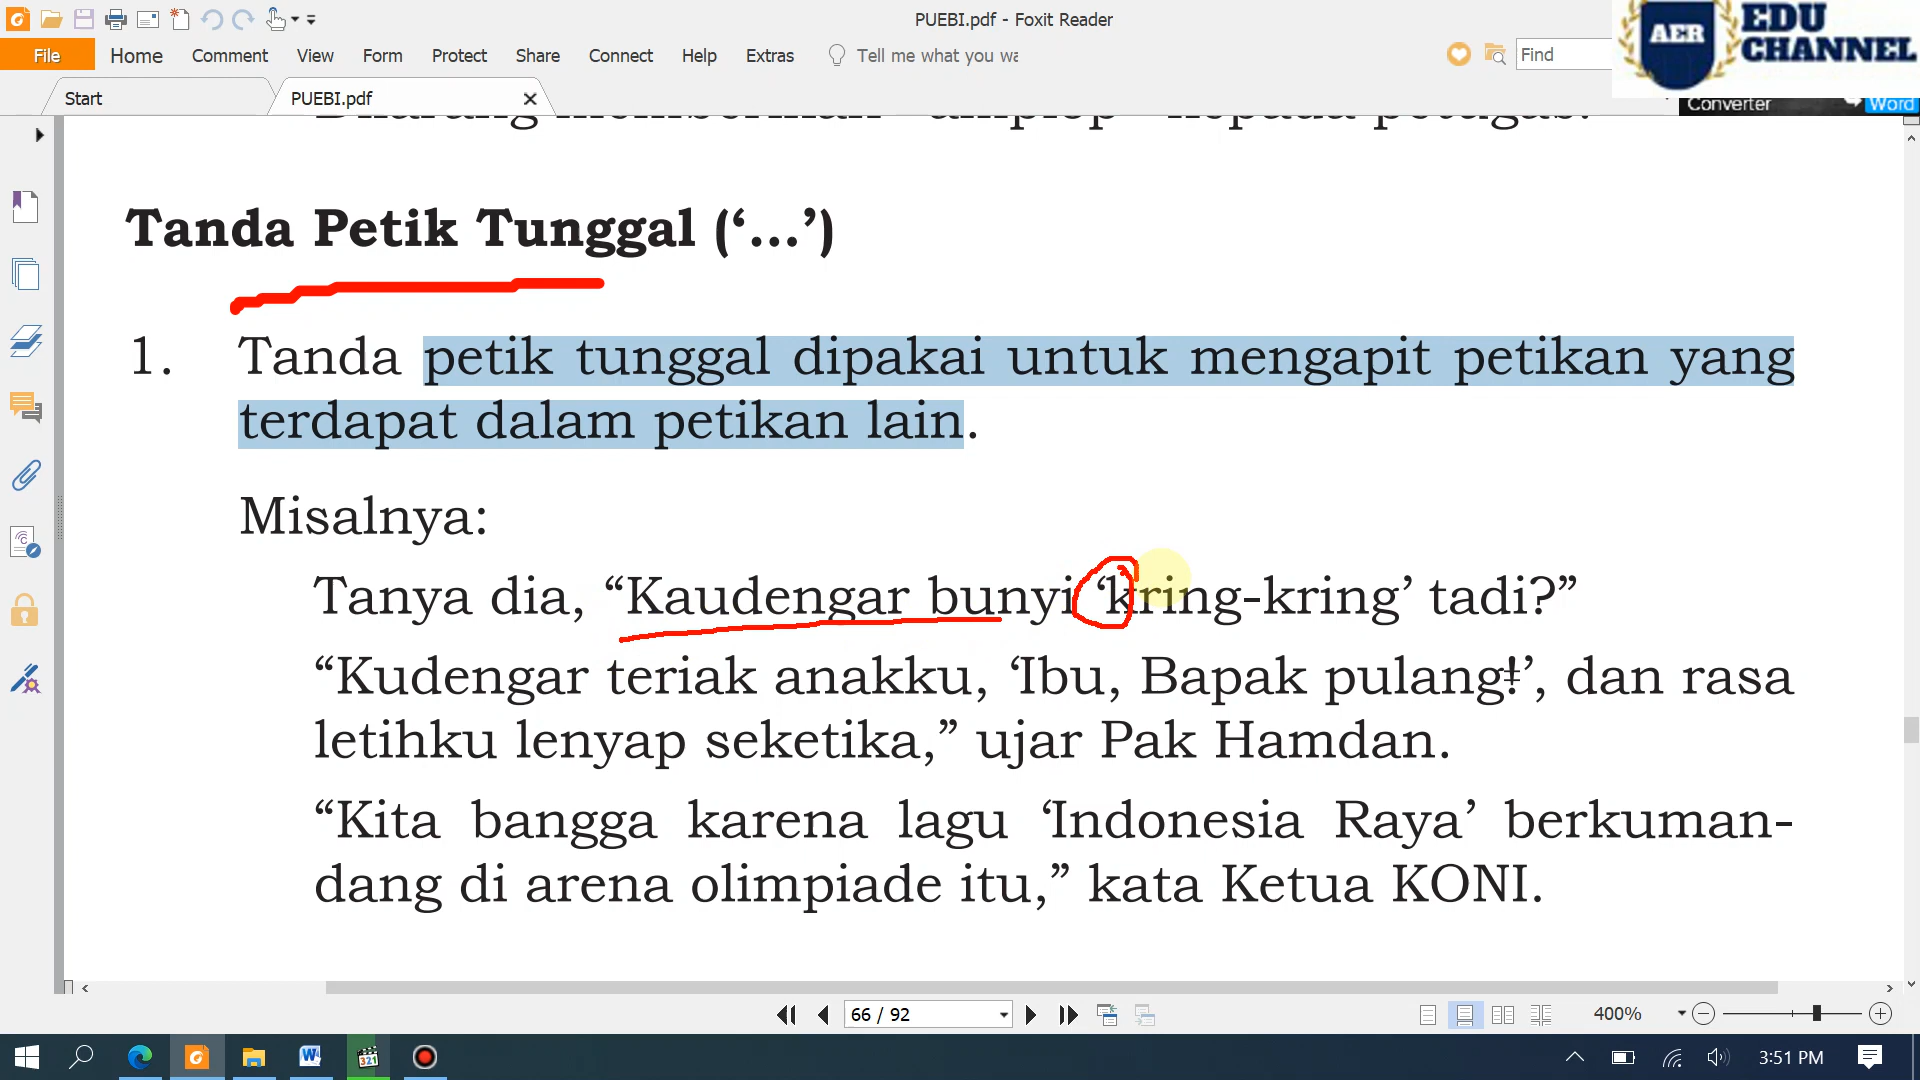 PUEBI.pdf - Foxit Reader
AER EDU CHANNEL
File Home Comment View Form Protect Share Connect Help Extras Tell me what you wa Find
Start PUEBI.pdf
Converter Word
Tanda Petik Tunggal (‘…’)
1. Tanda petik tunggal dipakai untuk mengapit petikan yang
terdapat dalam petikan lain.
Misalnya:
Tanya dia, “Kaudengar bunyi ‘kring-kring’ tadi?”
“Kudengar teriak anakku, ‘Ibu, Bapak pulang!’, dan rasa
letihku lenyap seketika,” ujar Pak Hamdan.
“Kita bangga karena lagu ‘Indonesia Raya’ berkuman-
dang di arena olimpiade itu,” kata Ketua KONI.
66 / 92 400%
3:51 PM